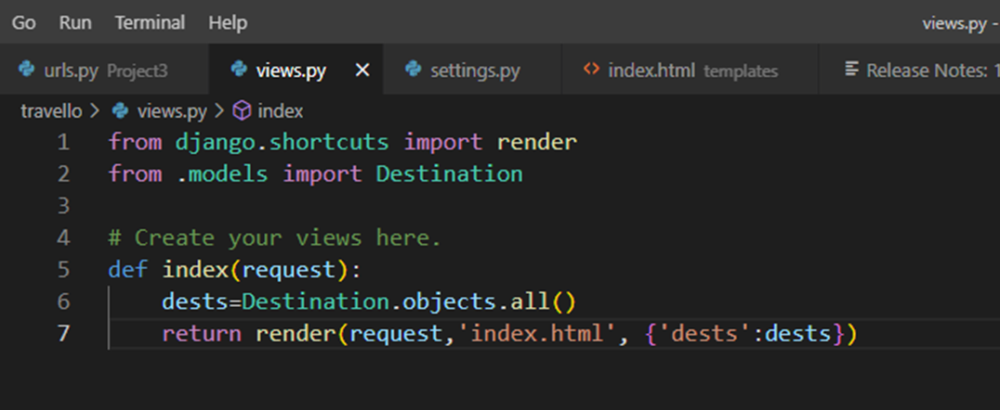 Go Run Terminal Help views.py -
urls.py Project3 views.py settings.py index.html templates Release Notes: 1
travello > views.py > index
1 from django.shortcuts import render
2 from .models import Destination
3
4 # Create your views here.
5 def index(request):
6     dests=Destination.objects.all()
7     return render(request,'index.html', {'dests':dests})